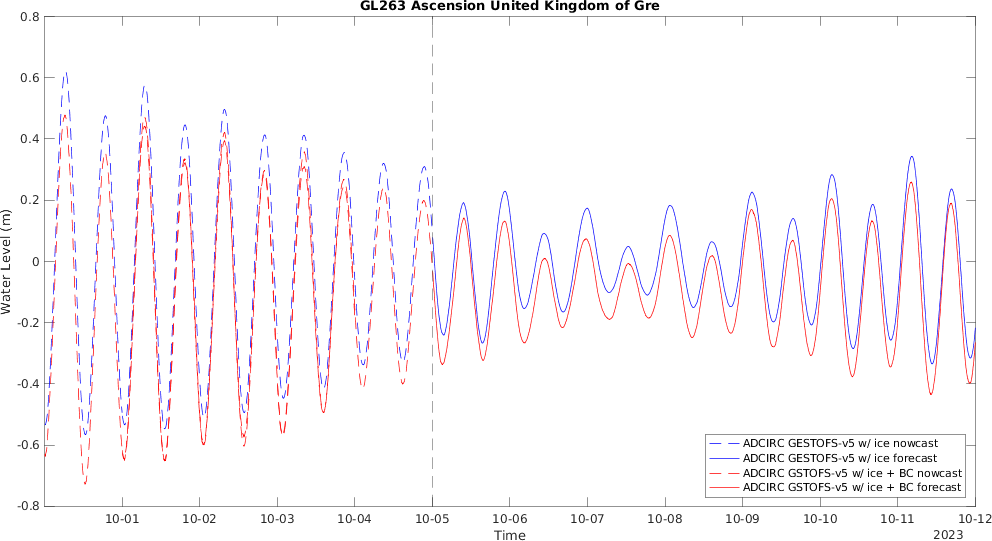 GL263 Ascension United Kingdom of Gre
0.8
0.6
0.4
0.2
0
-0.2
-0.4
-0.6
-0.8
Water Level (m)
10-01 10-02 10-03 10-04 10-05 10-06 10-07 10-08 10-09 10-10 10-11 10-12
Time
2023
ADCIRC GESTOFS-v5 w/ ice nowcast
ADCIRC GESTOFS-v5 w/ ice forecast
ADCIRC GSTOFS-v5 w/ ice + BC nowcast
ADCIRC GSTOFS-v5 w/ ice + BC forecast